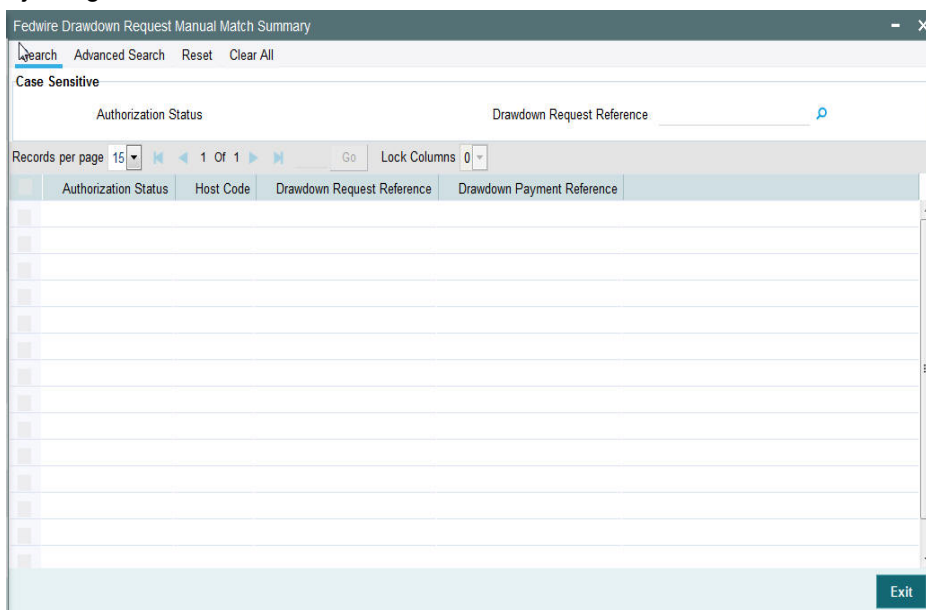 Fedwire Drawdown Request Manual Match Summary
Search Advanced Search Reset Clear All
Case Sensitive
Authorization Status Drawdown Request Reference
Records per page 15 1 Of 1 Go Lock Columns 0
Authorization Status Host Code Drawdown Request Reference Drawdown Payment Reference
Exit